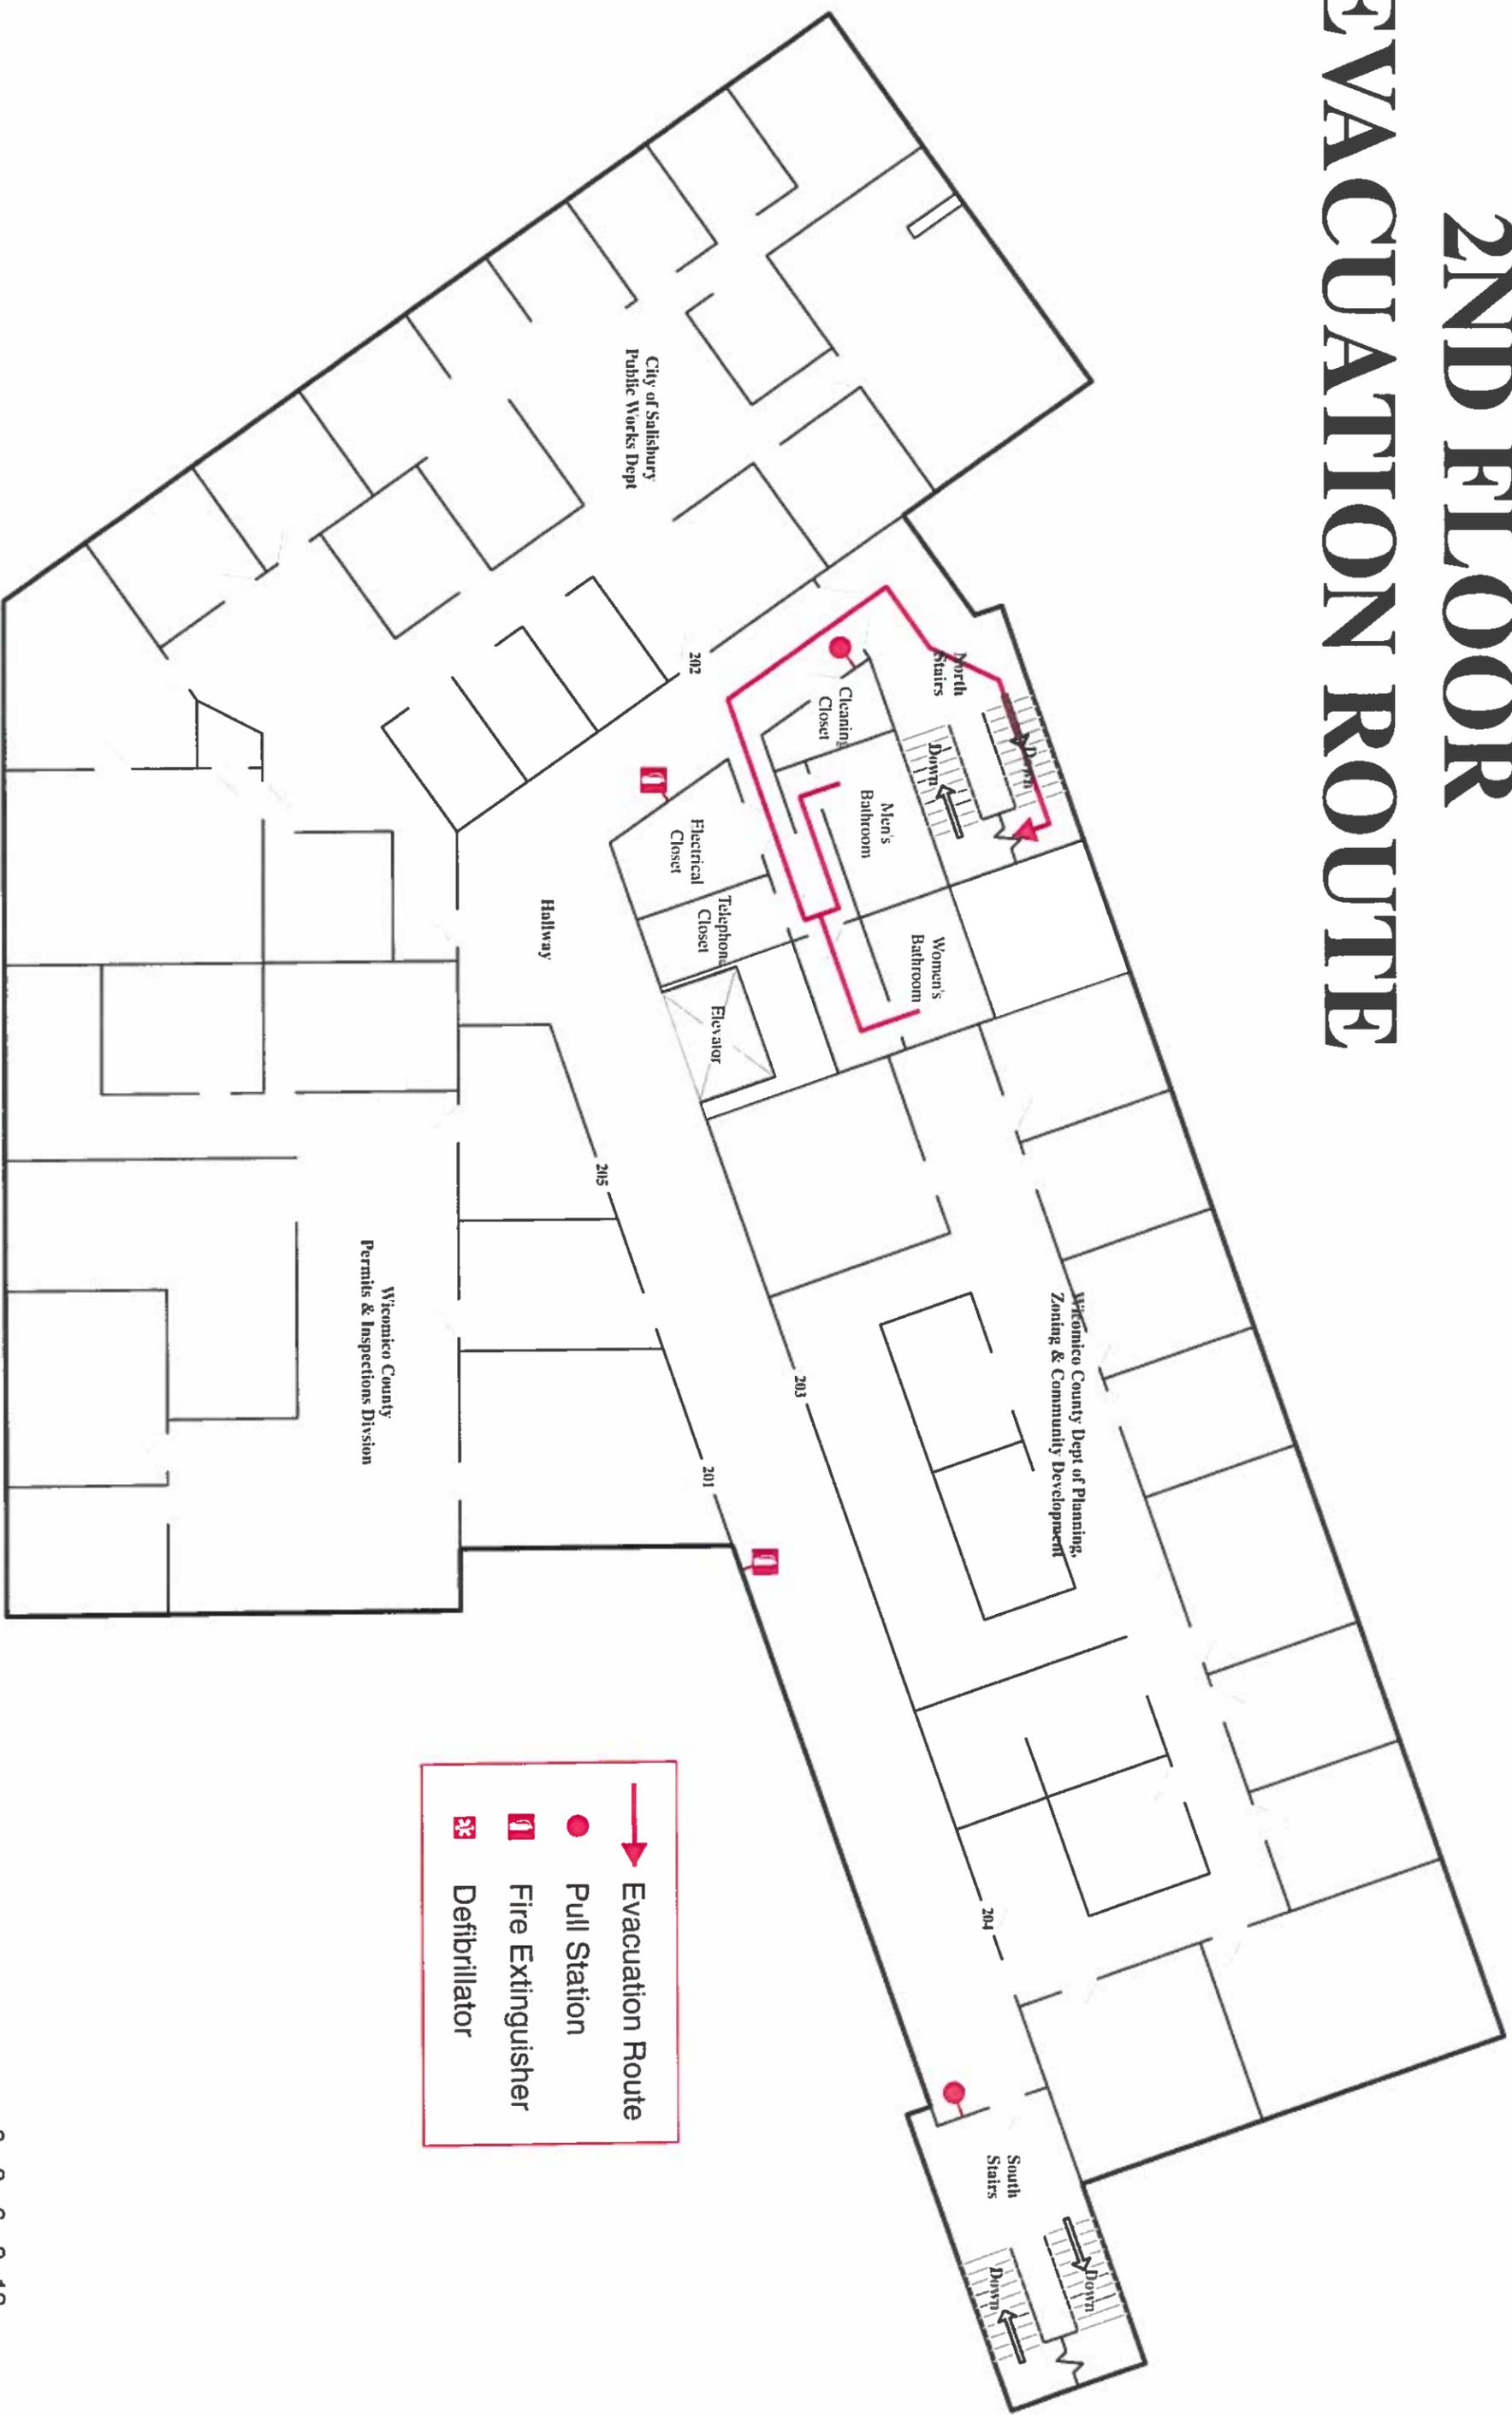 2ND FLOOR
EVACUATION ROUTE
North
Stairs
Down
Down
Cleaning
Closet
Men's
Bathroom
Women's
Bathroom
City of Salisbury
Public Works Dept
202
Electrical
Closet
Telephone
Closet
Elevator
Hallway
205
Wicomico County Dept of Planning,
Zoning & Community Development
203
201
Wicomico County
Permits & Inspections Divsion
204
South
Stairs
Down
Down
Evacuation Route
Pull Station
Fire Extinguisher
Defibrillator